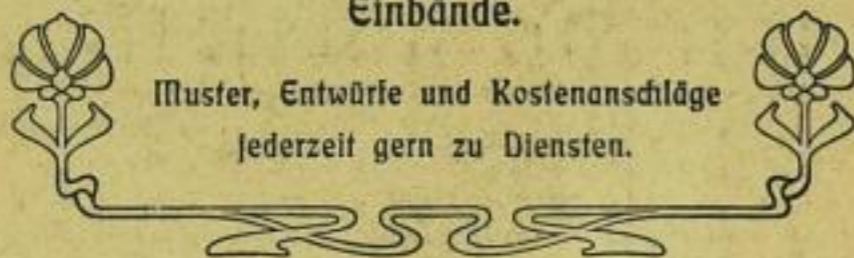 Einbände.
Muster, Entwürfe und Kostenanschläge
jederzeit gern zu Diensten.